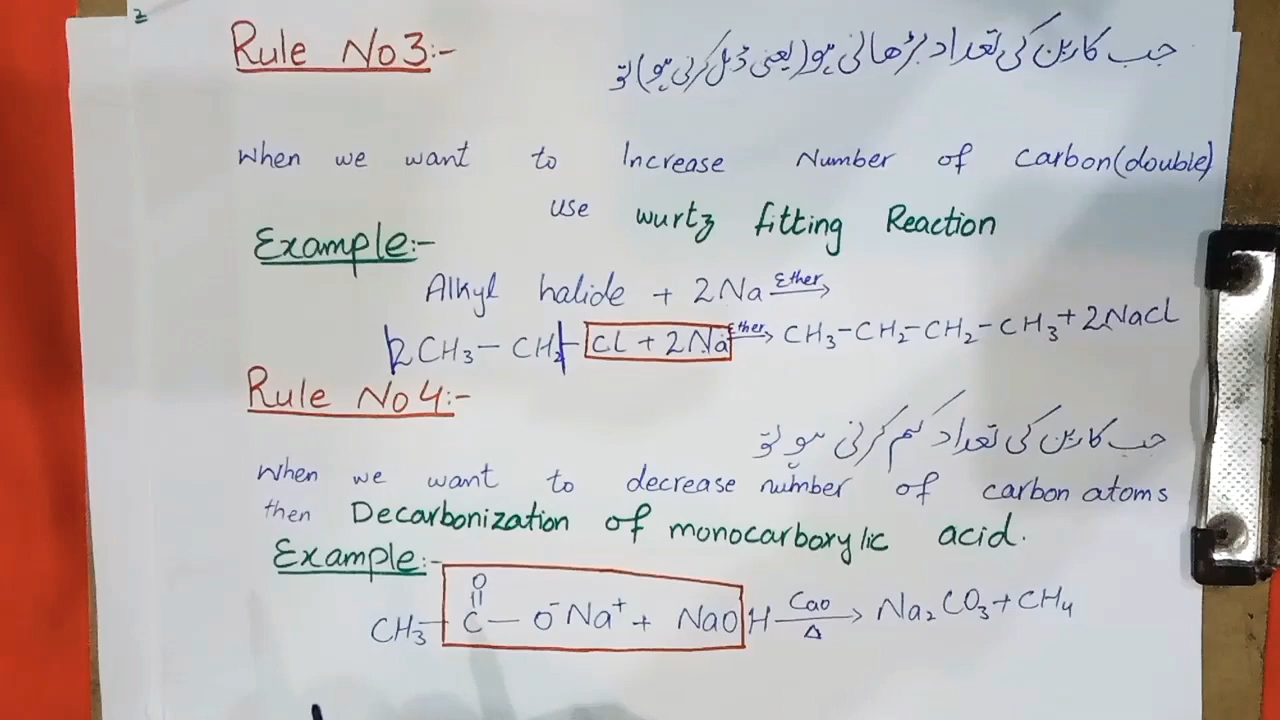 2
Rule No3:-
جب کاربن کی تعداد بڑھانی ہو (یعنی ڈبل کرنی ہو) تو
When we want to Increase Number of carbon(double)
use wurtz fitting Reaction
Example:-
Alkyl halide + 2Na Ether→
2CH₃-CH₂-Cl + 2Na Ether→ CH₃-CH₂-CH₂-CH₃ + 2NaCl
Rule No4:-
جب کاربن کی تعداد کم کرنی ہو تو
When we want to decrease number of carbon atoms
then Decarbonization of monocarboxylic acid.
Example:-
O
CH₃-C-O⁻Na⁺ + NaOH CaO/Δ→ Na₂CO₃ + CH₄